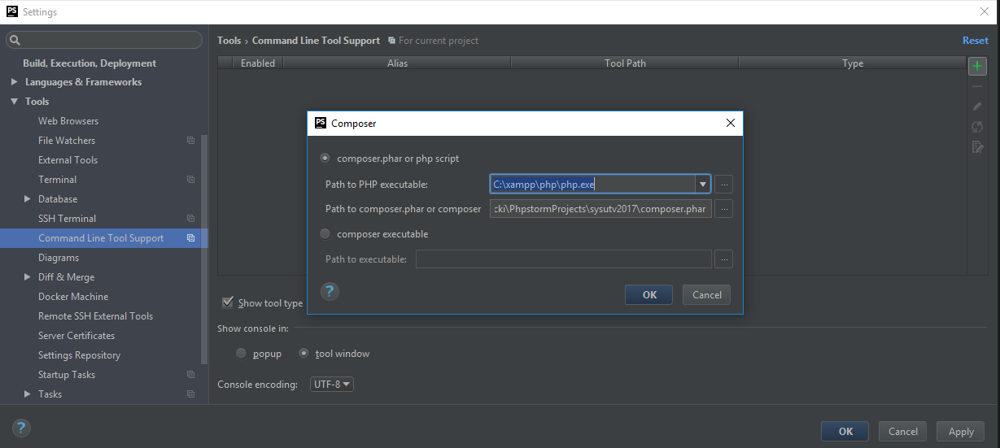 PS Settings
Build, Execution, Deployment
Languages & Frameworks
Tools
Web Browsers
File Watchers
External Tools
Terminal
Database
SSH Terminal
Command Line Tool Support
Diagrams
Diff & Merge
Docker Machine
Remote SSH External Tools
Server Certificates
Settings Repository
Startup Tasks
Tasks
?
Tools › Command Line Tool Support For current project Reset
Enabled Alias Tool Path Type
PS Composer
composer.phar or php script
Path to PHP executable: C:\xampp\php\php.exe ...
Path to composer.phar or composer cki\PhpstormProjects\sysutv2017\composer.phar ...
composer executable
Path to executable: ...
? OK Cancel
Show tool type
Show console in:
popup tool window
Console encoding: UTF-8
OK Cancel Apply